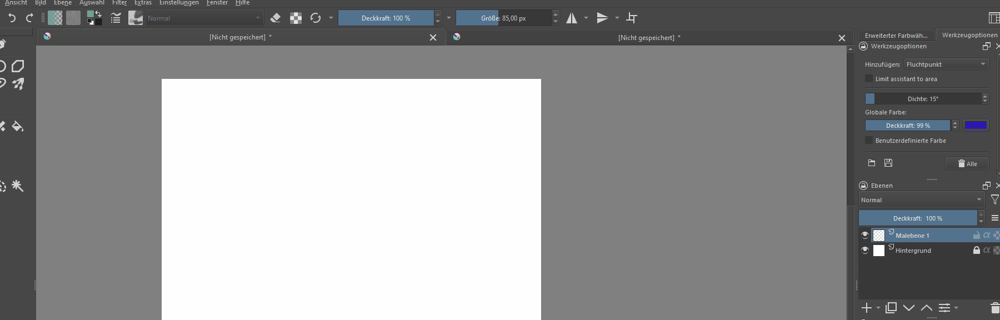 Ansicht Bild Ebene Auswahl Filter Extras Einstellungen Fenster Hilfe
Normal Deckkraft: 100 % Größe: 85,00 px
[Nicht gespeichert] * [Nicht gespeichert] *
Erweiterter Farbwäh... Werkzeugoptionen
Werkzeugoptionen
Hinzufügen: Fluchtpunkt
Limit assistant to area
Dichte: 15°
Globale Farbe:
Deckkraft: 99 %
Benutzerdefinierte Farbe
Alle
Ebenen
Normal
Deckkraft: 100 %
Malebene 1
Hintergrund